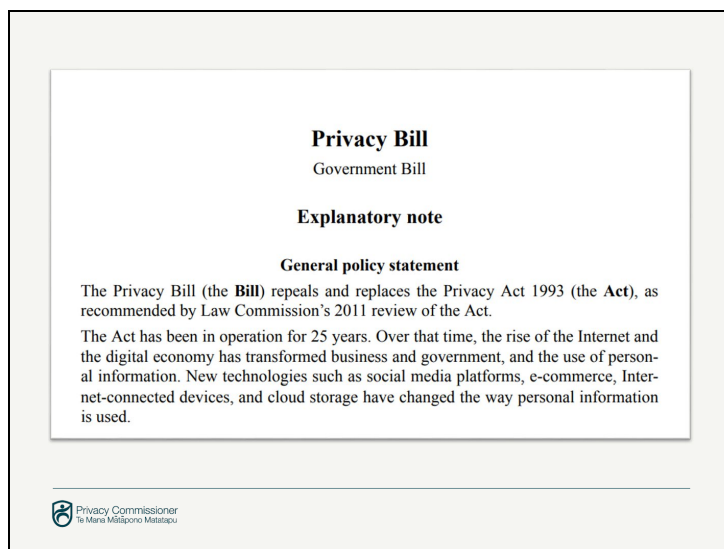 Privacy Bill
Government Bill
Explanatory note
General policy statement
The Privacy Bill (the Bill) repeals and replaces the Privacy Act 1993 (the Act), as
recommended by Law Commission's 2011 review of the Act.
The Act has been in operation for 25 years. Over that time, the rise of the Internet and
the digital economy has transformed business and government, and the use of person-
al information. New technologies such as social media platforms, e-commerce, Inter-
net-connected devices, and cloud storage have changed the way personal information
is used.
Privacy Commissioner
Te Mana Mātāpono Matatapu